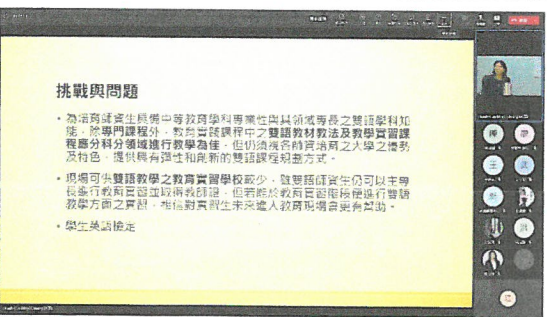 挑戰與問題
• 為培育師資生具備中等教育學科專業性與其領域專長之雙語學科知
能，除專門課程外，教育實踐課程中之雙語教材教法及教學實習課
程應分科分領域進行教學為佳，但仍須視各師資培育之大學之優勢
及特色，提供具有彈性和創新的雙語課程規劃方式。
• 現場可供雙語教學之教育實習學校較少，雖雙語師資生仍可以主專
長進行教育實習並取得教師證，但若能於教育實習階段便進行雙語
教學方面之實習，相信對實習生未來進入教育現場會更有幫助。
• 學生英語檢定
陳
王